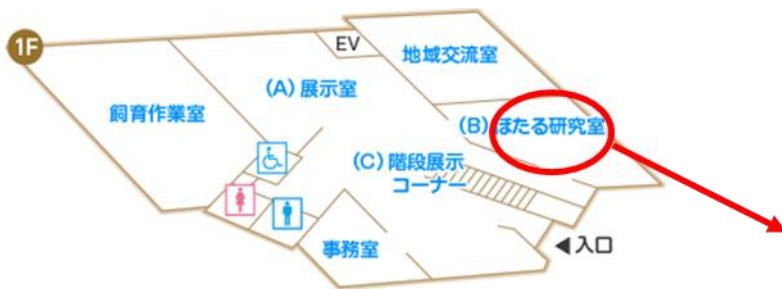 1F
EV
地域交流室
(A) 展示室
飼育作業室
(B) ほたる研究室
(C) 階段展示
コーナー
事務室
◀入口